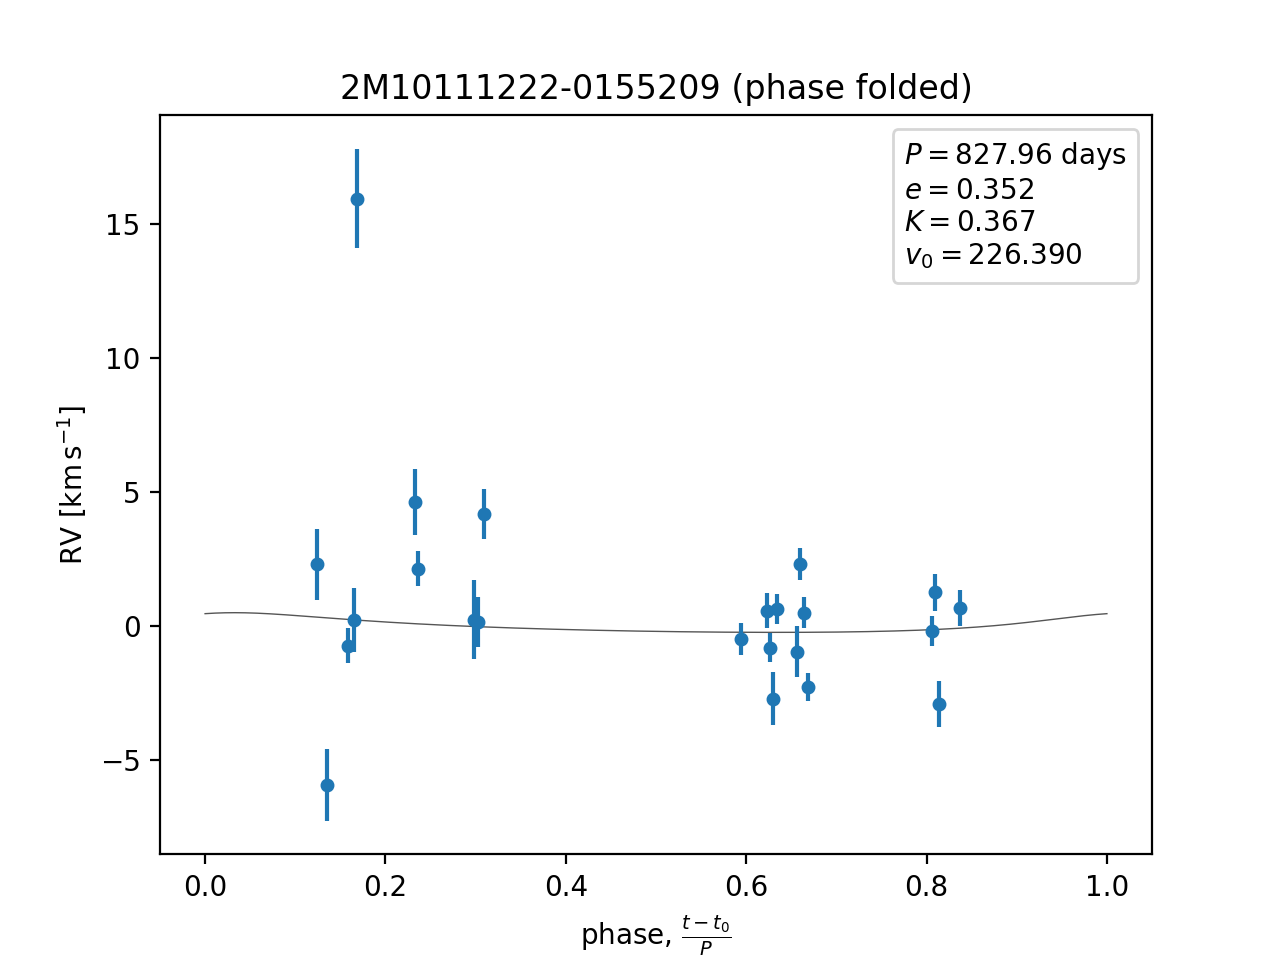 2M10111222-0155209 (phase folded)
P = 827.96 days
e = 0.352
K = 0.367
v₀ = 226.390
RV [km s⁻¹]
15
10
5
0
−5
0.0 0.2 0.4 0.6 0.8 1.0
phase, (t − t₀)/P